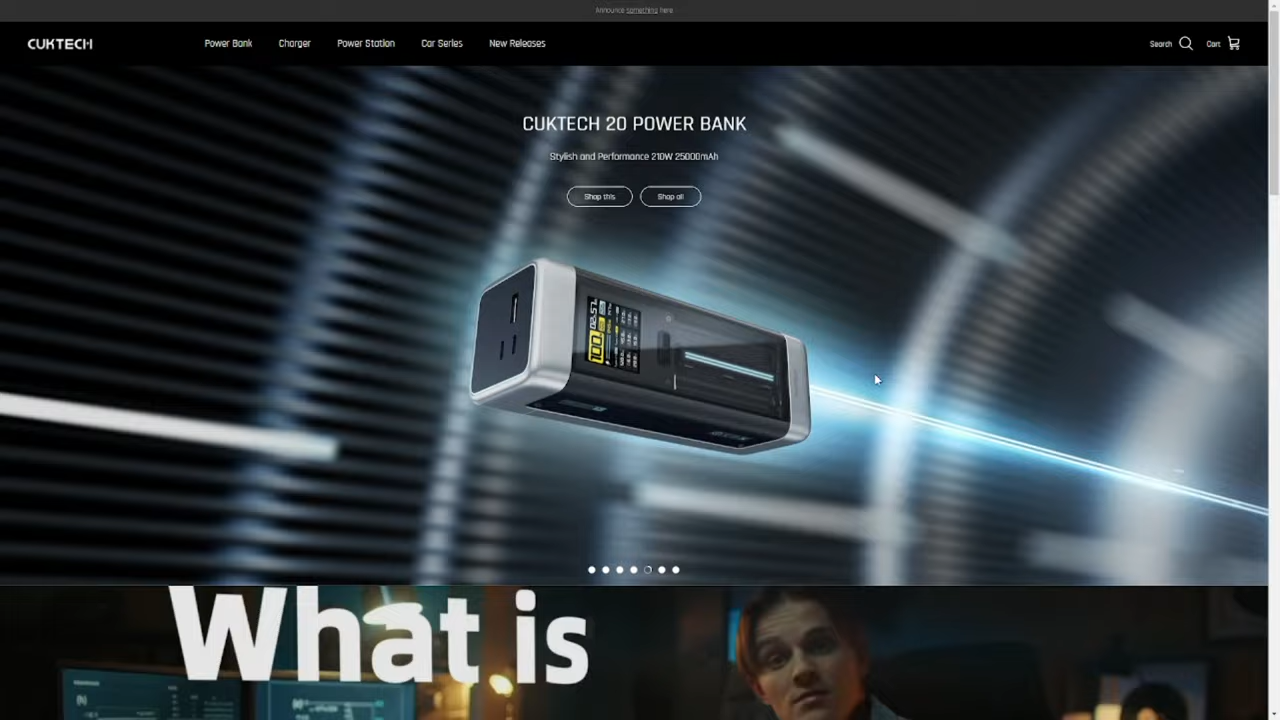 Announce something here
CUKTECH
Power Bank
Charger
Power Station
Car Series
New Releases
Search
Cart
CUKTECH 20 POWER BANK
Stylish and Performance 210W 25000mAh
Shop this
Shop all
100
What is